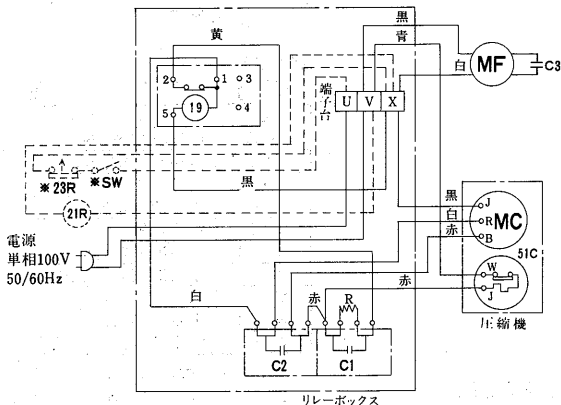 黒
青
黄
白
MF
C3
2
1
3
5
19
4
端子台
U V X
※23R
※SW
黒
21R
電源
単相100V
50/60Hz
黒
白
赤
J
R
B
MC
51C
W
J
赤
圧縮機
白
赤
R
C2
C1
リレーボックス